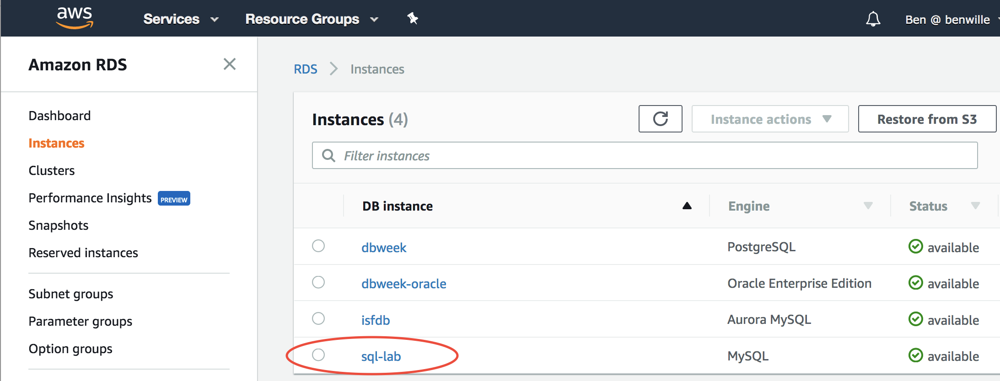 aws Services Resource Groups Ben @ benwille
Amazon RDS
Dashboard
Instances
Clusters
Performance Insights PREVIEW
Snapshots
Reserved instances
Subnet groups
Parameter groups
Option groups
RDS Instances
Instances (4) Instance actions Restore from S3
Filter instances
DB instance Engine Status
dbweek PostgreSQL available
dbweek-oracle Oracle Enterprise Edition available
isfdb Aurora MySQL available
sql-lab MySQL available